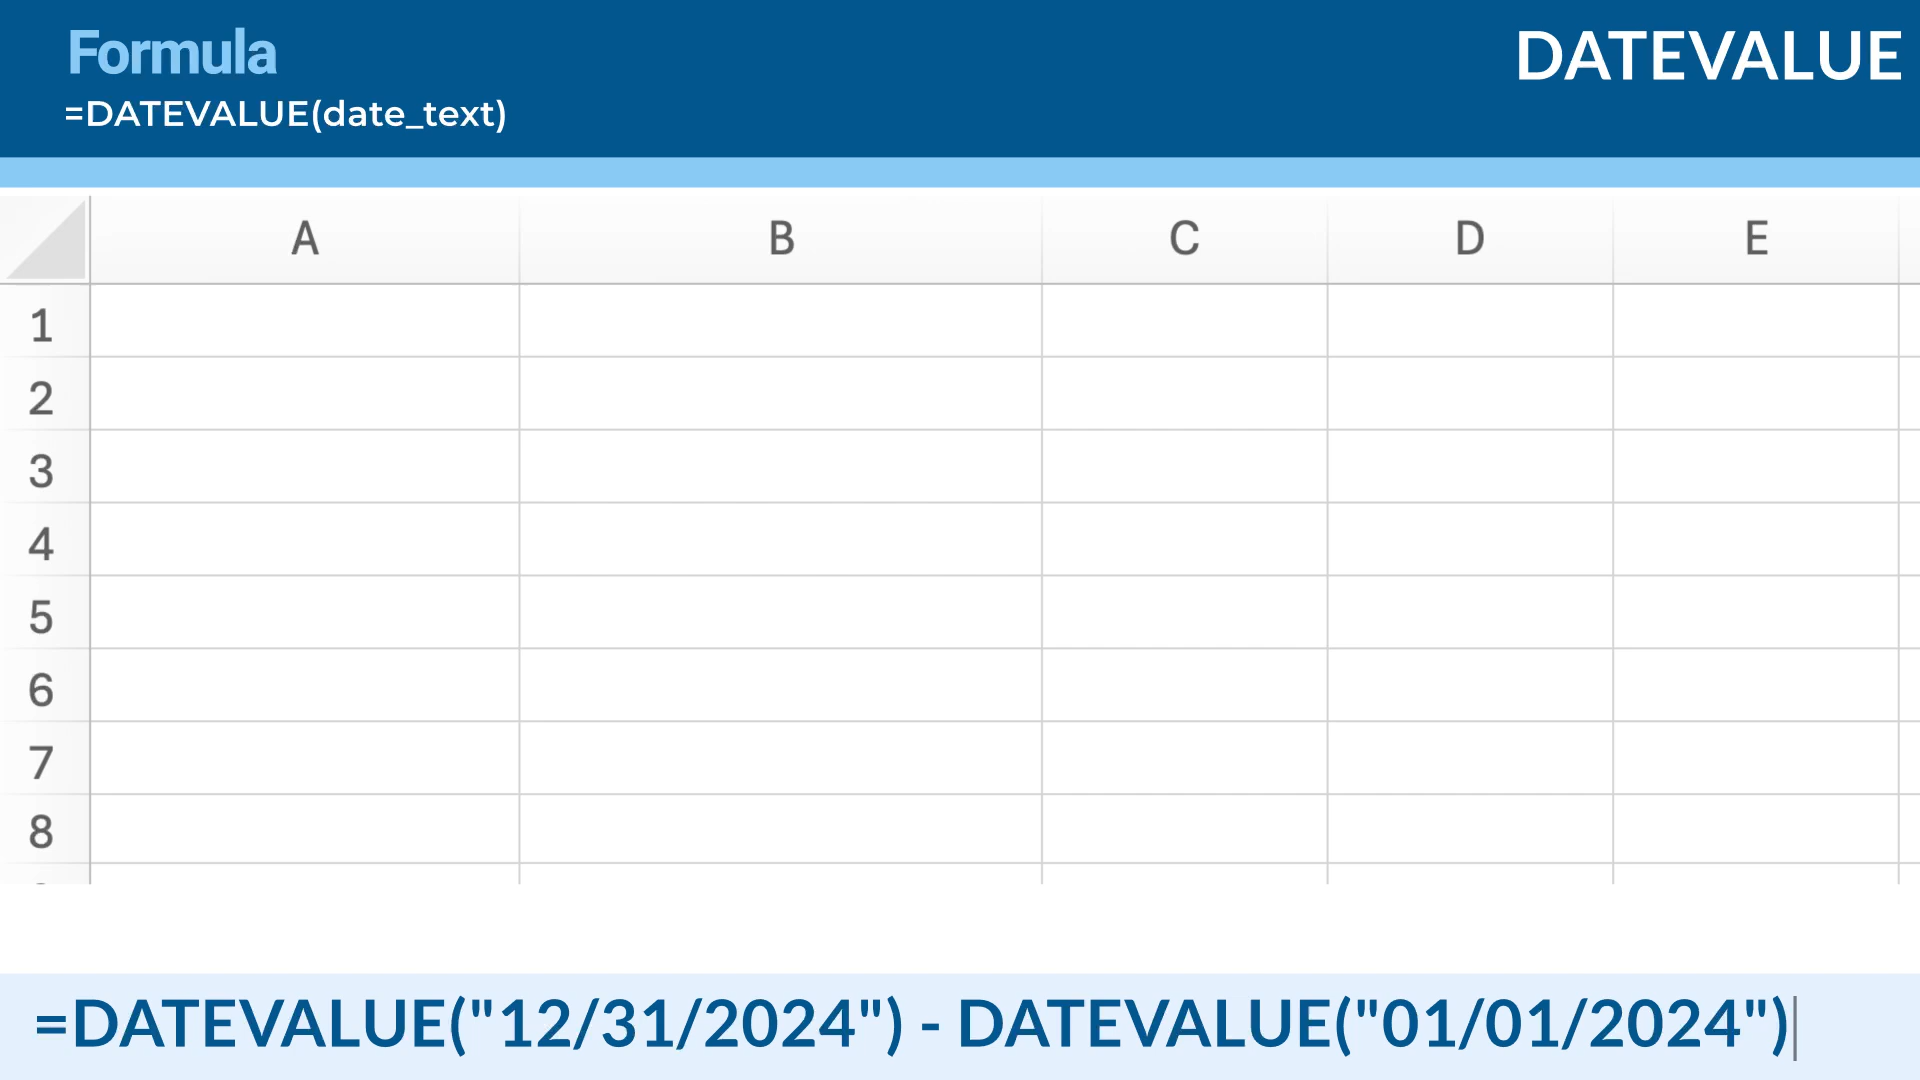 Formula
DATEVALUE
=DATEVALUE(date_text)
A B C D E
1
2
3
4
5
6
7
8
=DATEVALUE("12/31/2024") - DATEVALUE("01/01/2024")